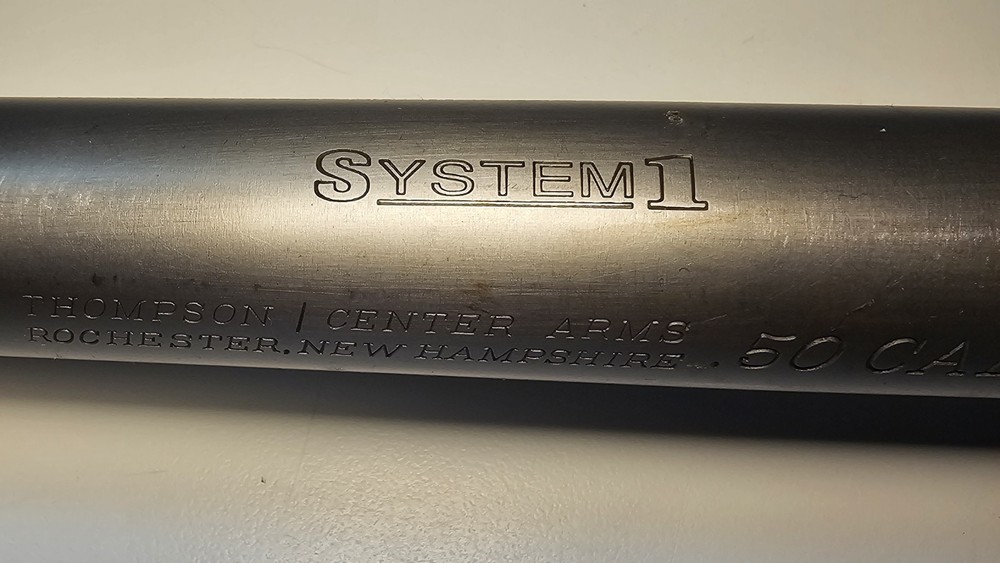 SYSTEM1
THOMPSON / CENTER ARMS
ROCHESTER. NEW HAMPSHIRE. . 50 CAL